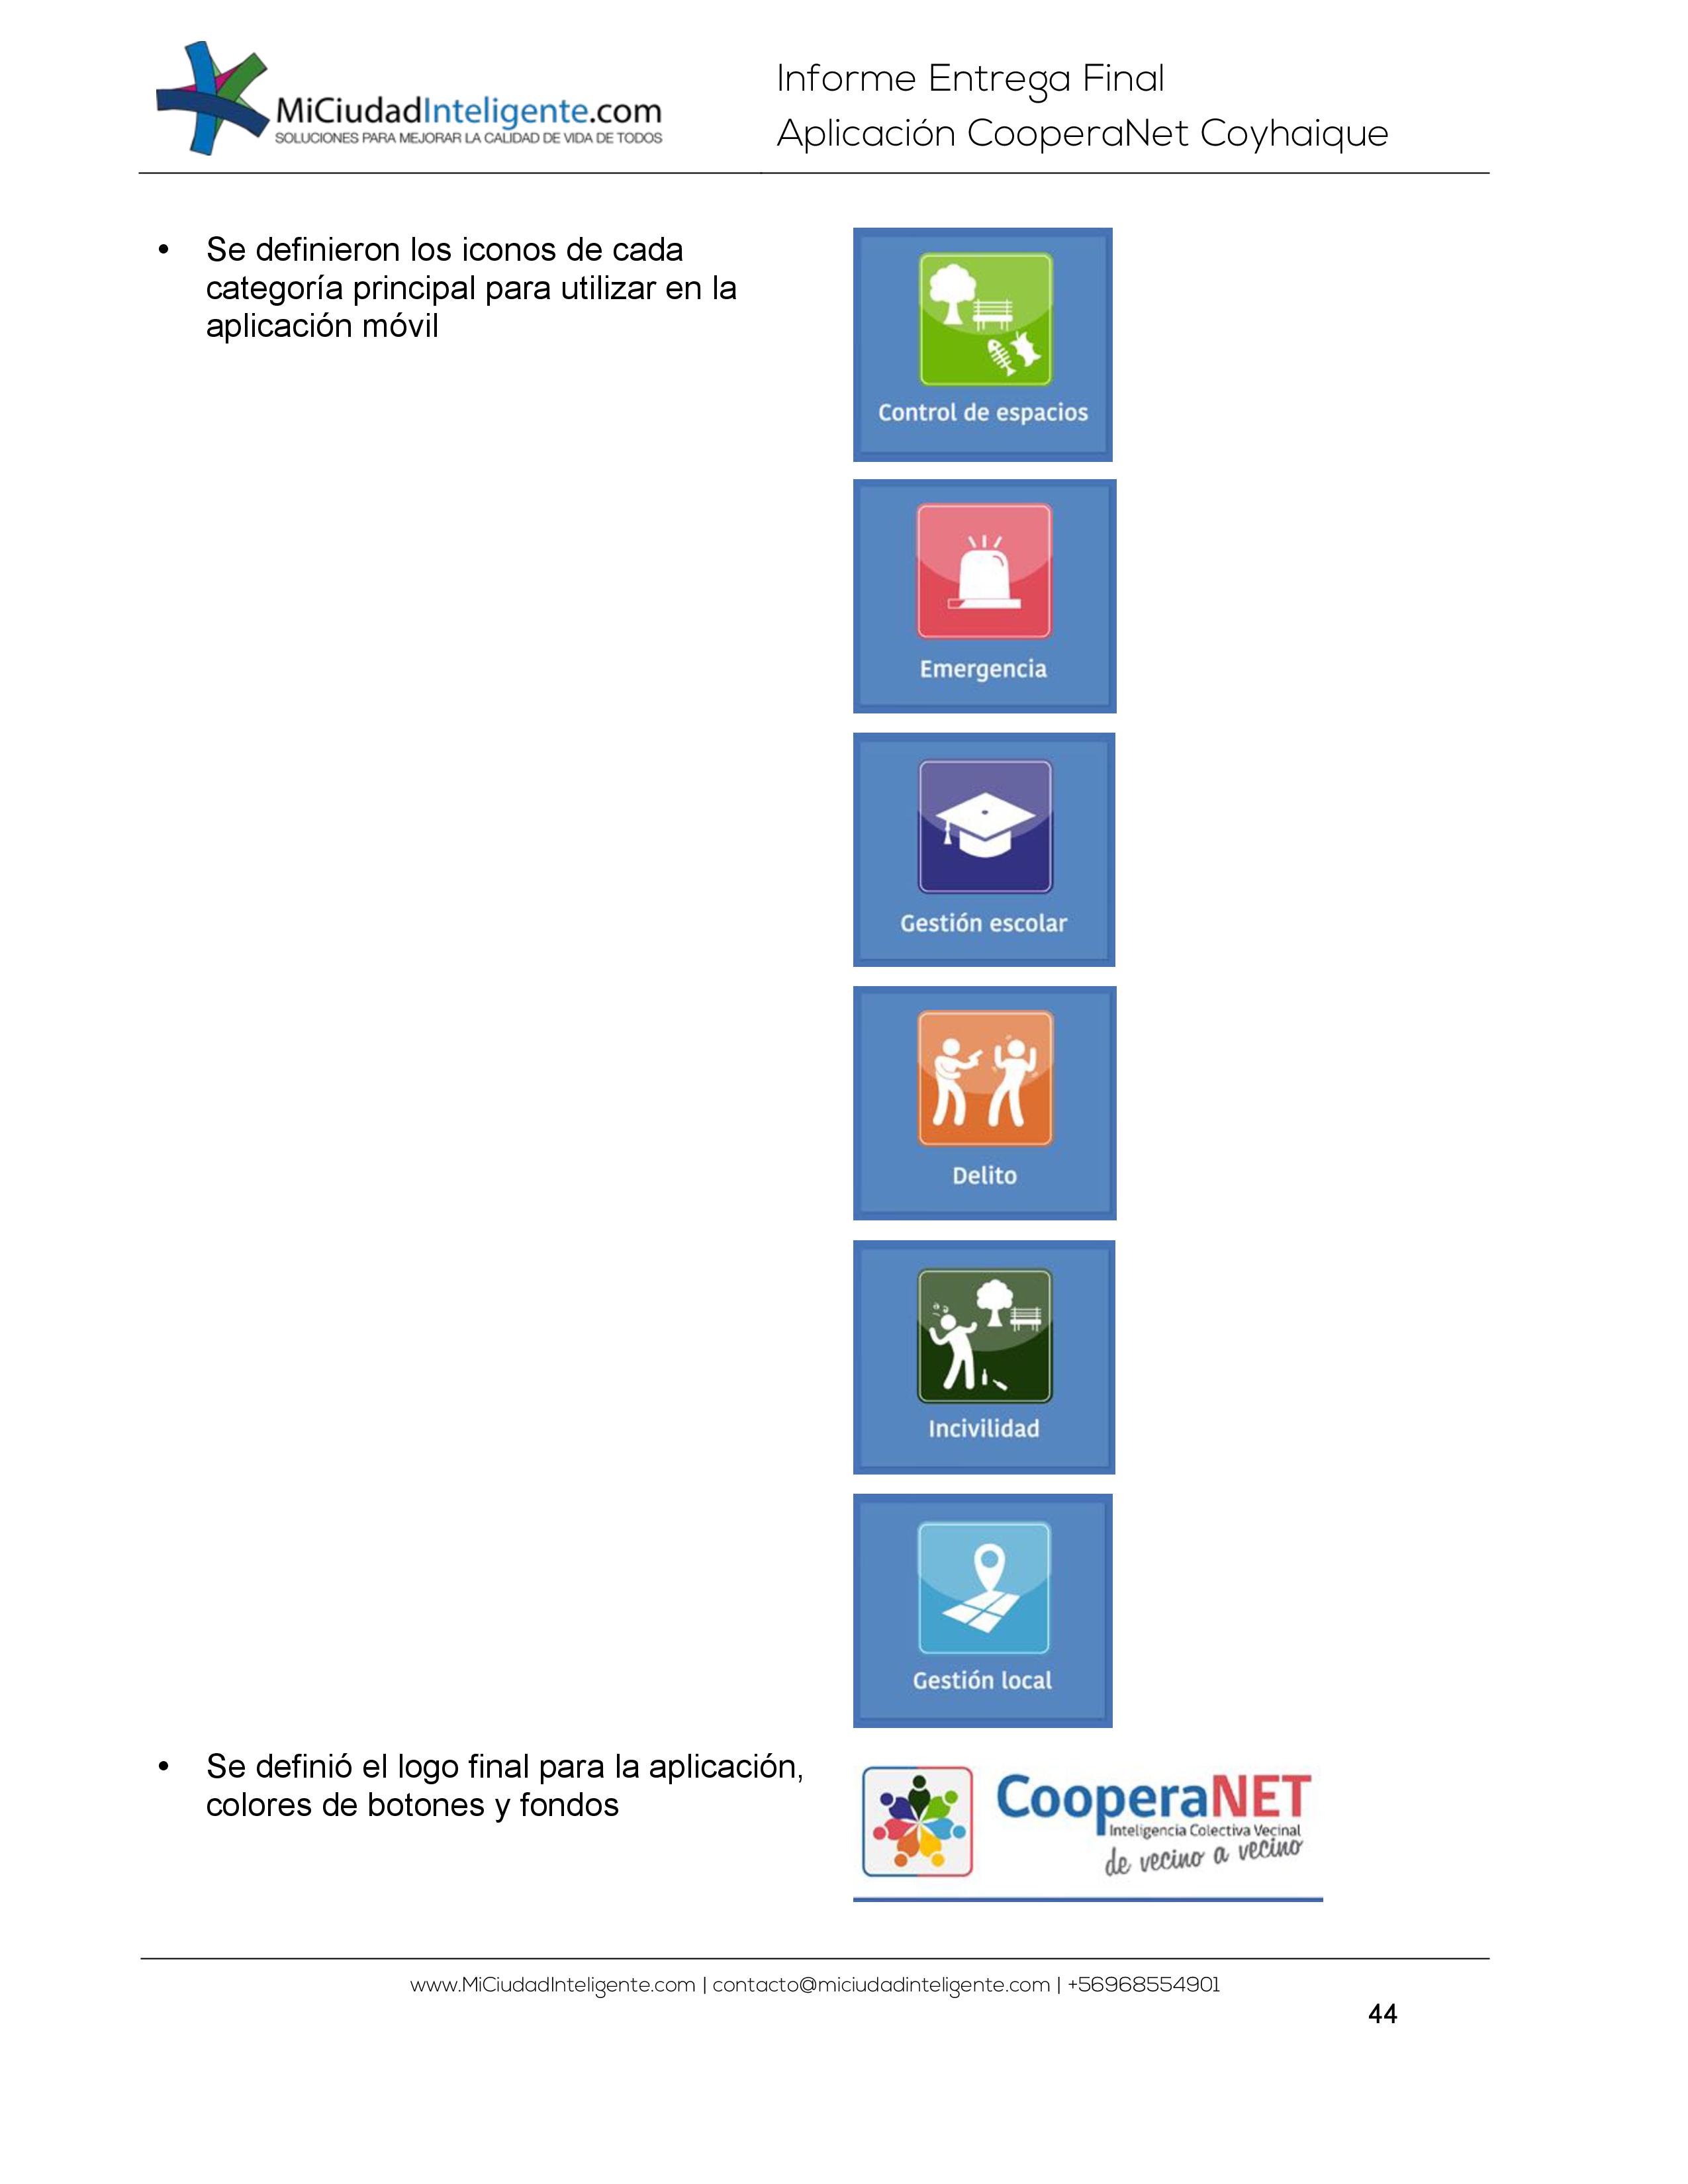 MiCiudadInteligente.com
SOLUCIONES PARA MEJORAR LA CALIDAD DE VIDA DE TODOS
Informe Entrega Final
Aplicación CooperaNet Coyhaique
• Se definieron los iconos de cada
categoría principal para utilizar en la
aplicación móvil
Control de espacios
Emergencia
Gestión escolar
Delito
Incivilidad
Gestión local
• Se definió el logo final para la aplicación,
colores de botones y fondos
CooperaNET
Inteligencia Colectiva Vecinal
de vecino a vecino
www.MiCiudadInteligente.com | contacto@miciudadinteligente.com | +56968554901
44